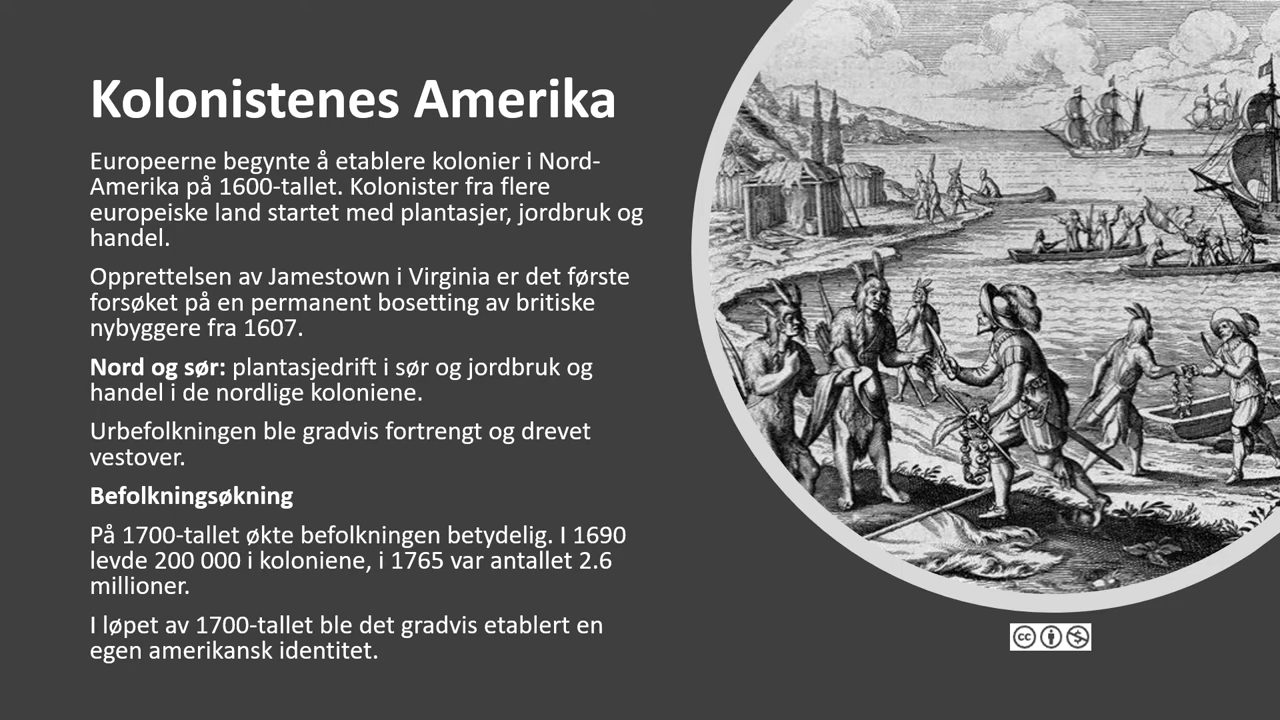 Kolonistenes Amerika
Europeerne begynte å etablere kolonier i Nord-
Amerika på 1600-tallet. Kolonister fra flere
europeiske land startet med plantasjer, jordbruk og
handel.
Opprettelsen av Jamestown i Virginia er det første
forsøket på en permanent bosetting av britiske
nybyggere fra 1607.
Nord og sør: plantasjedrift i sør og jordbruk og
handel i de nordlige koloniene.
Urbefolkningen ble gradvis fortrengt og drevet
vestover.
Befolkningsøkning
På 1700-tallet økte befolkningen betydelig. I 1690
levde 200 000 i koloniene, i 1765 var antallet 2.6
millioner.
I løpet av 1700-tallet ble det gradvis etablert en
egen amerikansk identitet.
cc